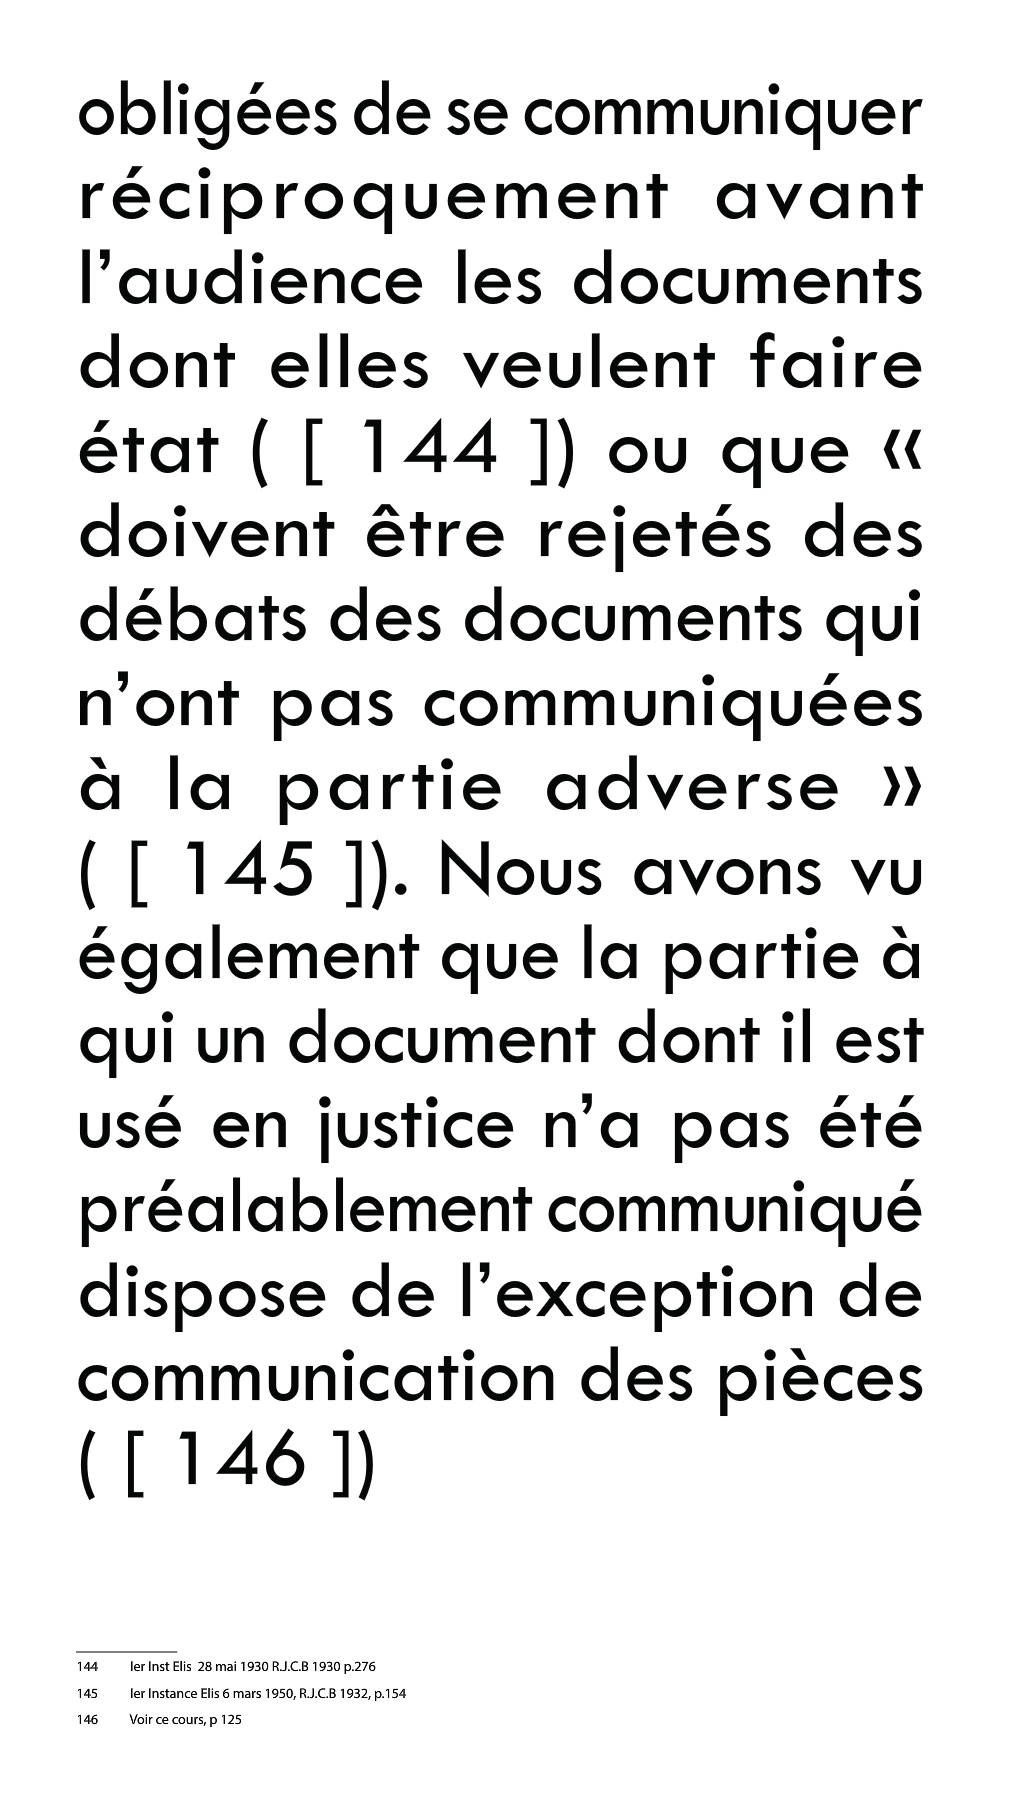 obligées de se communiquer
réciproquement avant
l’audience les documents
dont elles veulent faire
état ( [ 144 ]) ou que «
doivent être rejetés des
débats des documents qui
n’ont pas communiquées
à la partie adverse »
( [ 145 ]). Nous avons vu
également que la partie à
qui un document dont il est
usé en justice n’a pas été
préalablement communiqué
dispose de l’exception de
communication des pièces
( [ 146 ])
144 Ier Inst Elis 28 mai 1930 R.J.C.B 1930 p.276
145 Ier Instance Elis 6 mars 1950, R.J.C.B 1932, p.154
146 Voir ce cours, p 125